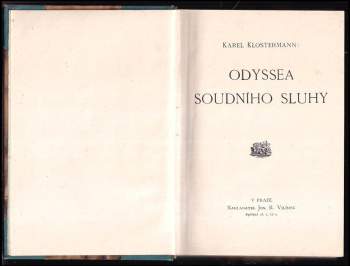 KAREL KLOSTERMANN:
ODYSSEA
SOUDNÍHO SLUHY
V PRAZE.
NAKLADATEL JOS. R. VILÍMEK